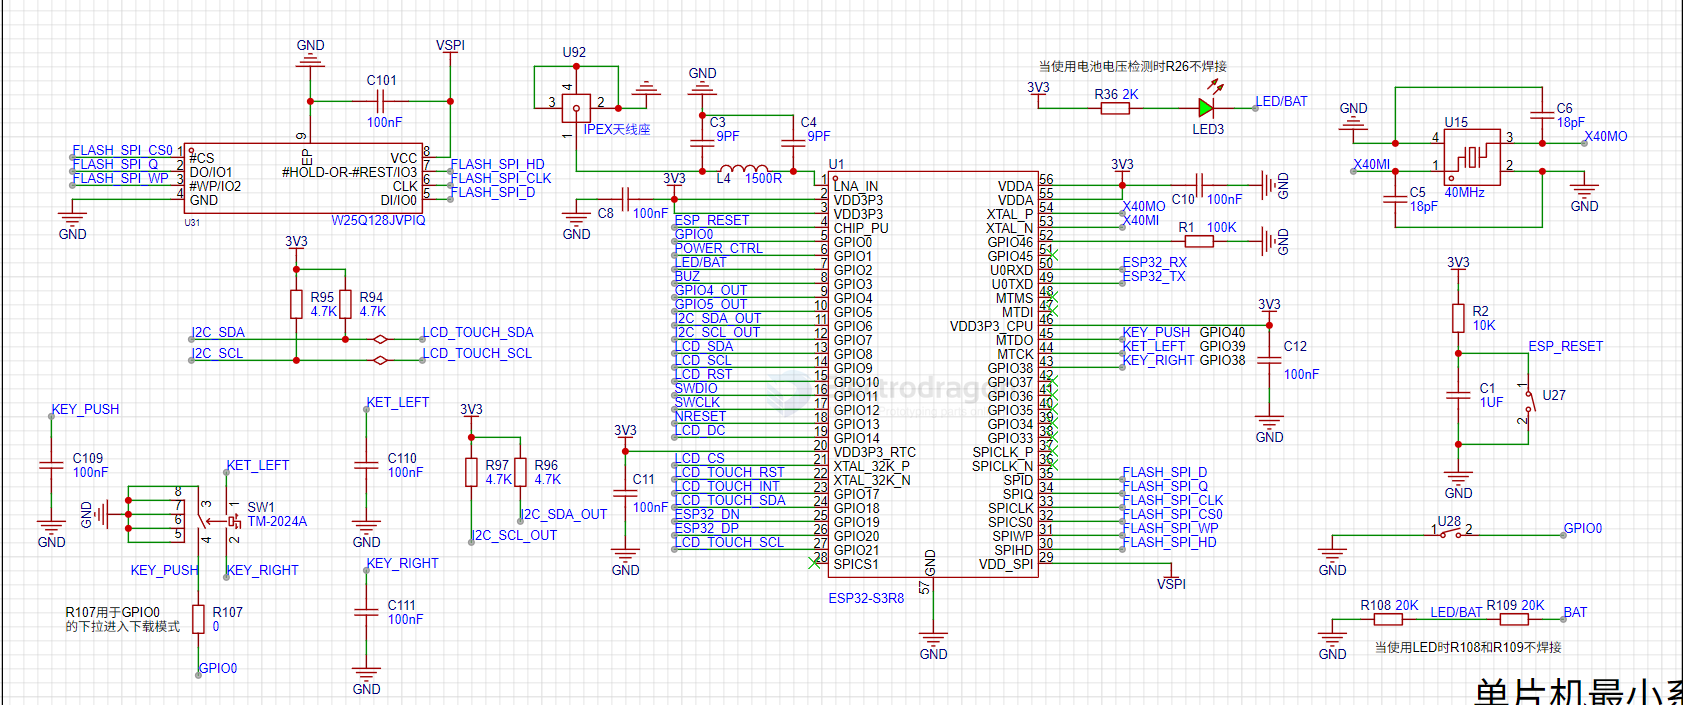 GND
VSPI
C101
100nF
9
EP
FLASH_SPI_CS0 1 #CS
FLASH_SPI_Q 2 DO/IO1
FLASH_SPI_WP 3 #WP/IO2
4 GND
VCC 8
#HOLD-OR-#REST/IO3 7 FLASH_SPI_HD
CLK 6 FLASH_SPI_CLK
DI/IO0 5 FLASH_SPI_D
U31
W25Q128JVPIQ
GND
U92
4
3
2
1
IPEX天线座
GND
C3
9PF
C4
9PF
L4 1500R
3V3
C8 100nF
GND
3V3
R95
4.7K
R94
4.7K
I2C_SDA
LCD_TOUCH_SDA
I2C_SCL
LCD_TOUCH_SCL
KEY_PUSH
C109
100nF
GND
KET_LEFT
C110
100nF
GND
KEY_RIGHT
C111
100nF
GND
3V3
R97
4.7K
R96
4.7K
I2C_SDA_OUT
I2C_SCL_OUT
GND
8
7
6
5
3
4
1
2
KET_LEFT
SW1
TM-2024A
KEY_PUSH
KEY_RIGHT
R107用于GPIO0
的下拉进入下载模式
R107
0
GPIO0
U1
1 LNA_IN
2 VDD3P3
3 VDD3P3
ESP_RESET 4 CHIP_PU
GPIO0 5 GPIO0
POWER_CTRL 6 GPIO1
LED/BAT 7 GPIO2
BUZ 8 GPIO3
GPIO4_OUT 9 GPIO4
GPIO5_OUT 10 GPIO5
I2C_SDA_OUT 11 GPIO6
I2C_SCL_OUT 12 GPIO7
LCD_SDA 13 GPIO8
LCD_SCL 14 GPIO9
LCD_RST 15 GPIO10
SWDIO 16 GPIO11
SWCLK 17 GPIO12
NRESET 18 GPIO13
LCD_DC 19 GPIO14
20 VDD3P3_RTC
LCD_CS 21 XTAL_32K_P
LCD_TOUCH_RST 22 XTAL_32K_N
LCD_TOUCH_INT 23 GPIO17
LCD_TOUCH_SDA 24 GPIO18
ESP32_DN 25 GPIO19
ESP32_DP 26 GPIO20
LCD_TOUCH_SCL 27 GPIO21
28 SPICS1
3V3
C11
100nF
GND
GND
57
ESP32-S3R8
GND
VDDA 56
VDDA 55
XTAL_P 54 X40MO
XTAL_N 53 X40MI
GPIO46 52
GPIO45 51
U0RXD 50 ESP32_RX
U0TXD 49 ESP32_TX
MTMS 48
MTDI 47
VDD3P3_CPU 46
MTDO 45 KEY_PUSH GPIO40
MTCK 44 KET_LEFT GPIO39
GPIO38 43 KEY_RIGHT GPIO38
GPIO37 42
GPIO36 41
GPIO35 40
GPIO34 39
GPIO33 38
SPICLK_P 37
SPICLK_N 36
SPID 35 FLASH_SPI_D
SPIQ 34 FLASH_SPI_Q
SPICLK 33 FLASH_SPI_CLK
SPICS0 32 FLASH_SPI_CS0
SPIWP 31 FLASH_SPI_WP
SPIHD 30 FLASH_SPI_HD
VDD_SPI 29
VSPI
当使用电池电压检测时R26不焊接
3V3
R36 2K
LED3
LED/BAT
3V3
C10 100nF
GND
R1 100K
GND
3V3
C12
100nF
GND
GND
U15
4
3
1
2
40MHz
C6
18pF
X40MO
X40MI
C5
18pF
GND
3V3
R2
10K
ESP_RESET
C1
1UF
1
2
U27
GND
U28
1
2
GPIO0
GND
R108 20K
LED/BAT
R109 20K
BAT
GND
当使用LED时R108和R109不焊接
单片机最小系